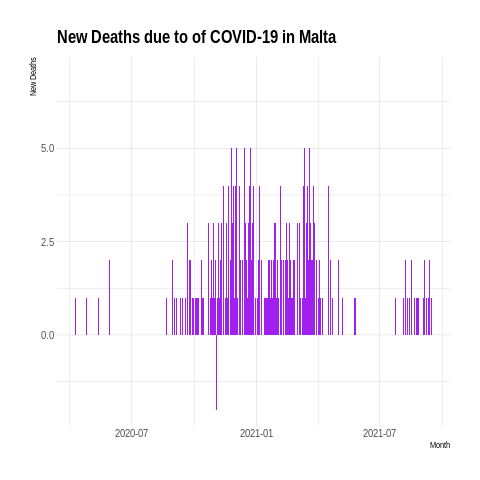 New Deaths due to of COVID-19 in Malta
New Deaths
5.0
2.5
0.0
2020-07 2021-01 2021-07
Month